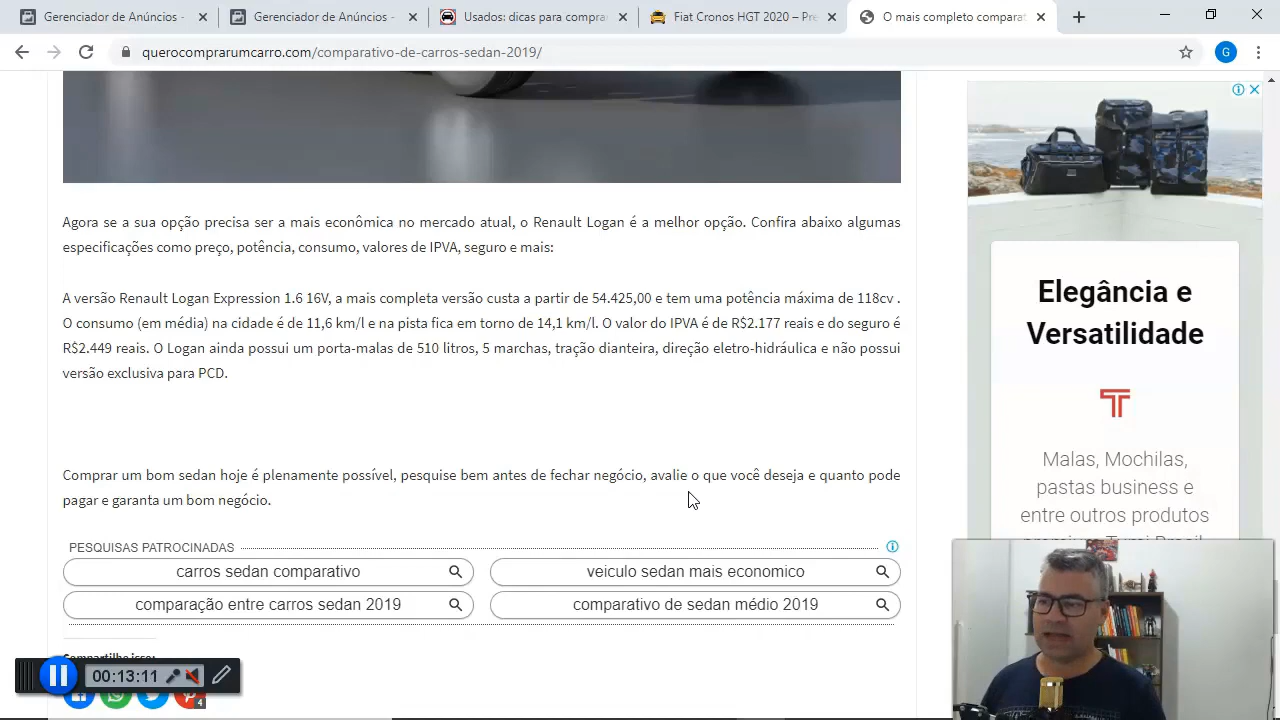 Gerenciador de Anúncios -
Gerenciador de Anúncios -
Usados: dicas para compra
Fiat Cronos HGT 2020 – Pre
O mais completo comparat
querocomprarumcarro.com/comparativo-de-carros-sedan-2019/
G
Agora se a sua opção precisa sera mais econômica no mercado atual, o Renault Logan é a melhor opção. Confira abaixo algumas
especificações como preço, potência, consumo, valores de IPVA, seguro e mais:
A versão Renault Logan Expression 1.6 16V, a mais completa versão custa a partir de 54.425,00 e tem uma potência máxima de 118cv .
O consumo (em média) na cidade é de 11,6 km/l e na pista fica em torno de 14,1 km/l. O valor do IPVA é de R$2.177 reais e do seguro é
R$2.449 reais. O Logan ainda possui um porta-malas de 510 litros, 5 marchas, tração dianteira, direção eletro-hidráulica e não possui
versão exclusiva para PCD.
Comprar um bom sedan hoje é plenamente possível, pesquise bem antes de fechar negócio, avalie o que você deseja e quanto pode
pagar e garanta um bom negócio.
PESQUISAS PATROCINADAS
carros sedan comparativo
veiculo sedan mais economico
comparação entre carros sedan 2019
comparativo de sedan médio 2019
Compartilhe isso:
00:13:11
4
Elegância e
Versatilidade
Malas, Mochilas,
pastas business e
entre outros produtos
premium Tumi Brasil